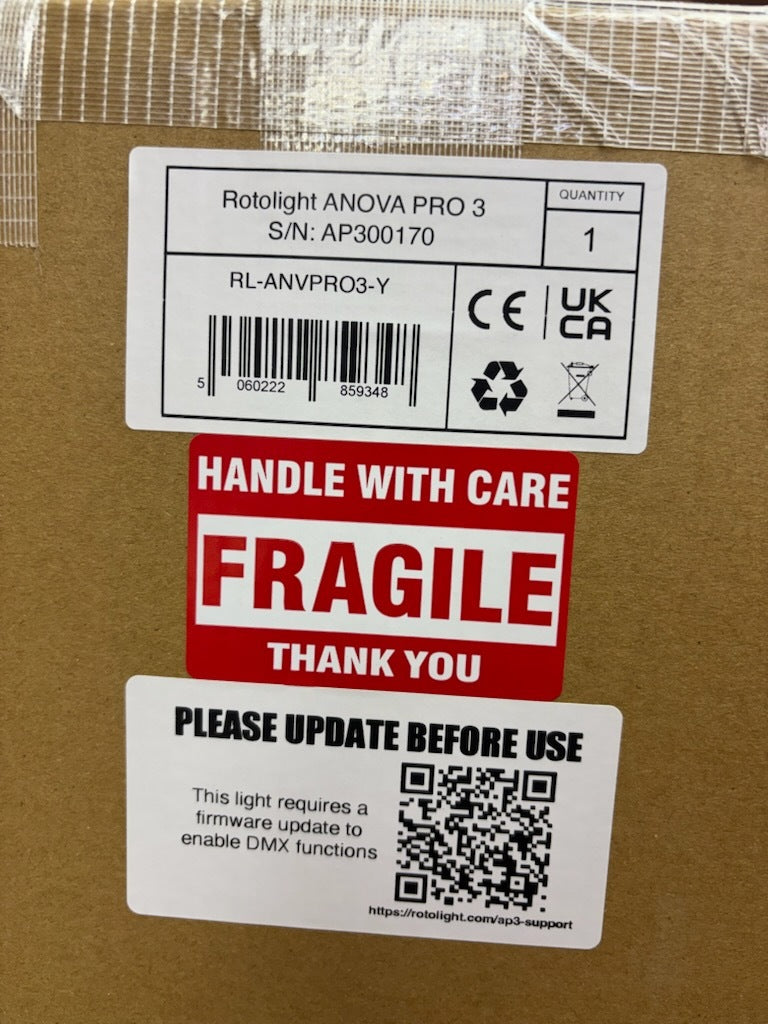 Rotolight ANOVA PRO 3
S/N: AP300170
QUANTITY
1
RL-ANVPRO3-Y
5 060222 859348
CE | UK
CA
HANDLE WITH CARE
FRAGILE
THANK YOU
PLEASE UPDATE BEFORE USE
This light requires a
firmware update to
enable DMX functions
https://rotolight.com/ap3-support